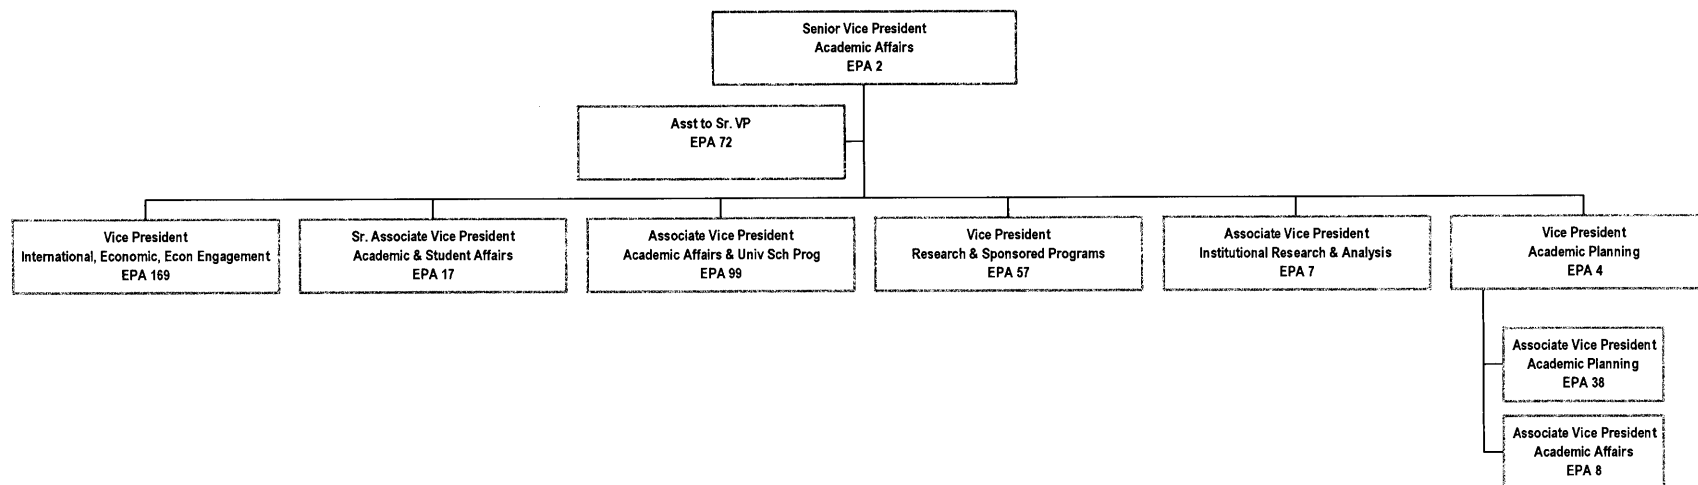 Senior Vice President
Academic Affairs
EPA 2
Asst to Sr. VP
EPA 72
Vice President
International, Economic, Econ Engagement
EPA 169
Sr. Associate Vice President
Academic & Student Affairs
EPA 17
Associate Vice President
Academic Affairs & Univ Sch Prog
EPA 99
Vice President
Research & Sponsored Programs
EPA 57
Associate Vice President
Institutional Research & Analysis
EPA 7
Vice President
Academic Planning
EPA 4
Associate Vice President
Academic Planning
EPA 38
Associate Vice President
Academic Affairs
EPA 8